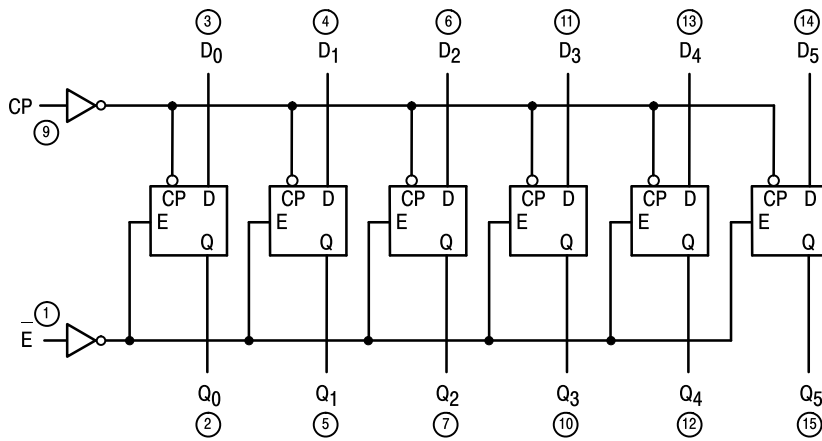 3 4 6 11 13 14
D0 D1 D2 D3 D4 D5
CP
9
CP D CP D CP D CP D CP D CP D
E E E E E E
Q Q Q Q Q Q
1
E̅
Q0 Q1 Q2 Q3 Q4 Q5
2 5 7 10 12 15